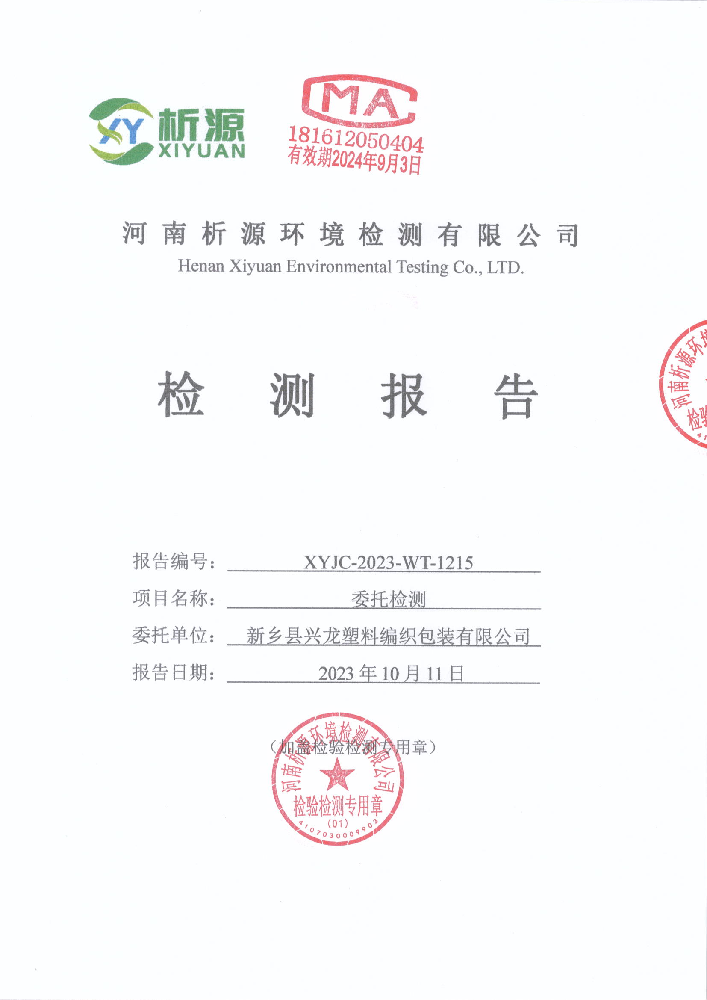 XY 析源
XIYUAN
MA
181612050404
有效期2024年9月3日
河南析源环境检测有限公司
Henan Xiyuan Environmental Testing Co., LTD.
检测报告
河南析源环境
检验
41
报告编号: XYJC-2023-WT-1215
项目名称: 委托检测
委托单位: 新乡县兴龙塑料编织包装有限公司
报告日期: 2023 年 10 月 11 日
（加盖检验检测专用章）
河南析源环境检测有限公司
检验检测专用章
(01)
4107030009903